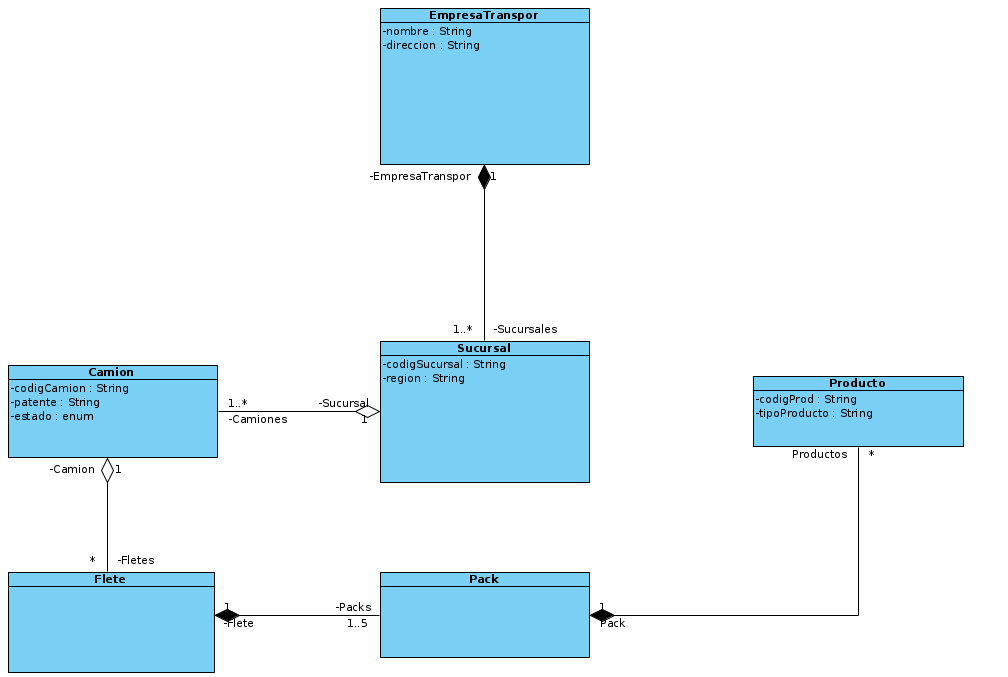 EmpresaTranspor
-nombre : String
-direccion : String
-EmpresaTranspor
1
1..*
-Sucursales
Sucursal
-codigSucursal : String
-region : String
Camion
-codigCamion : String
-patente : String
-estado : enum
1..*
-Camiones
-Sucursal
1
Producto
-codigProd : String
-tipoProducto : String
Productos
*
-Camion
1
*
-Fletes
Flete
1
-Flete
-Packs
1..5
Pack
1
Pack